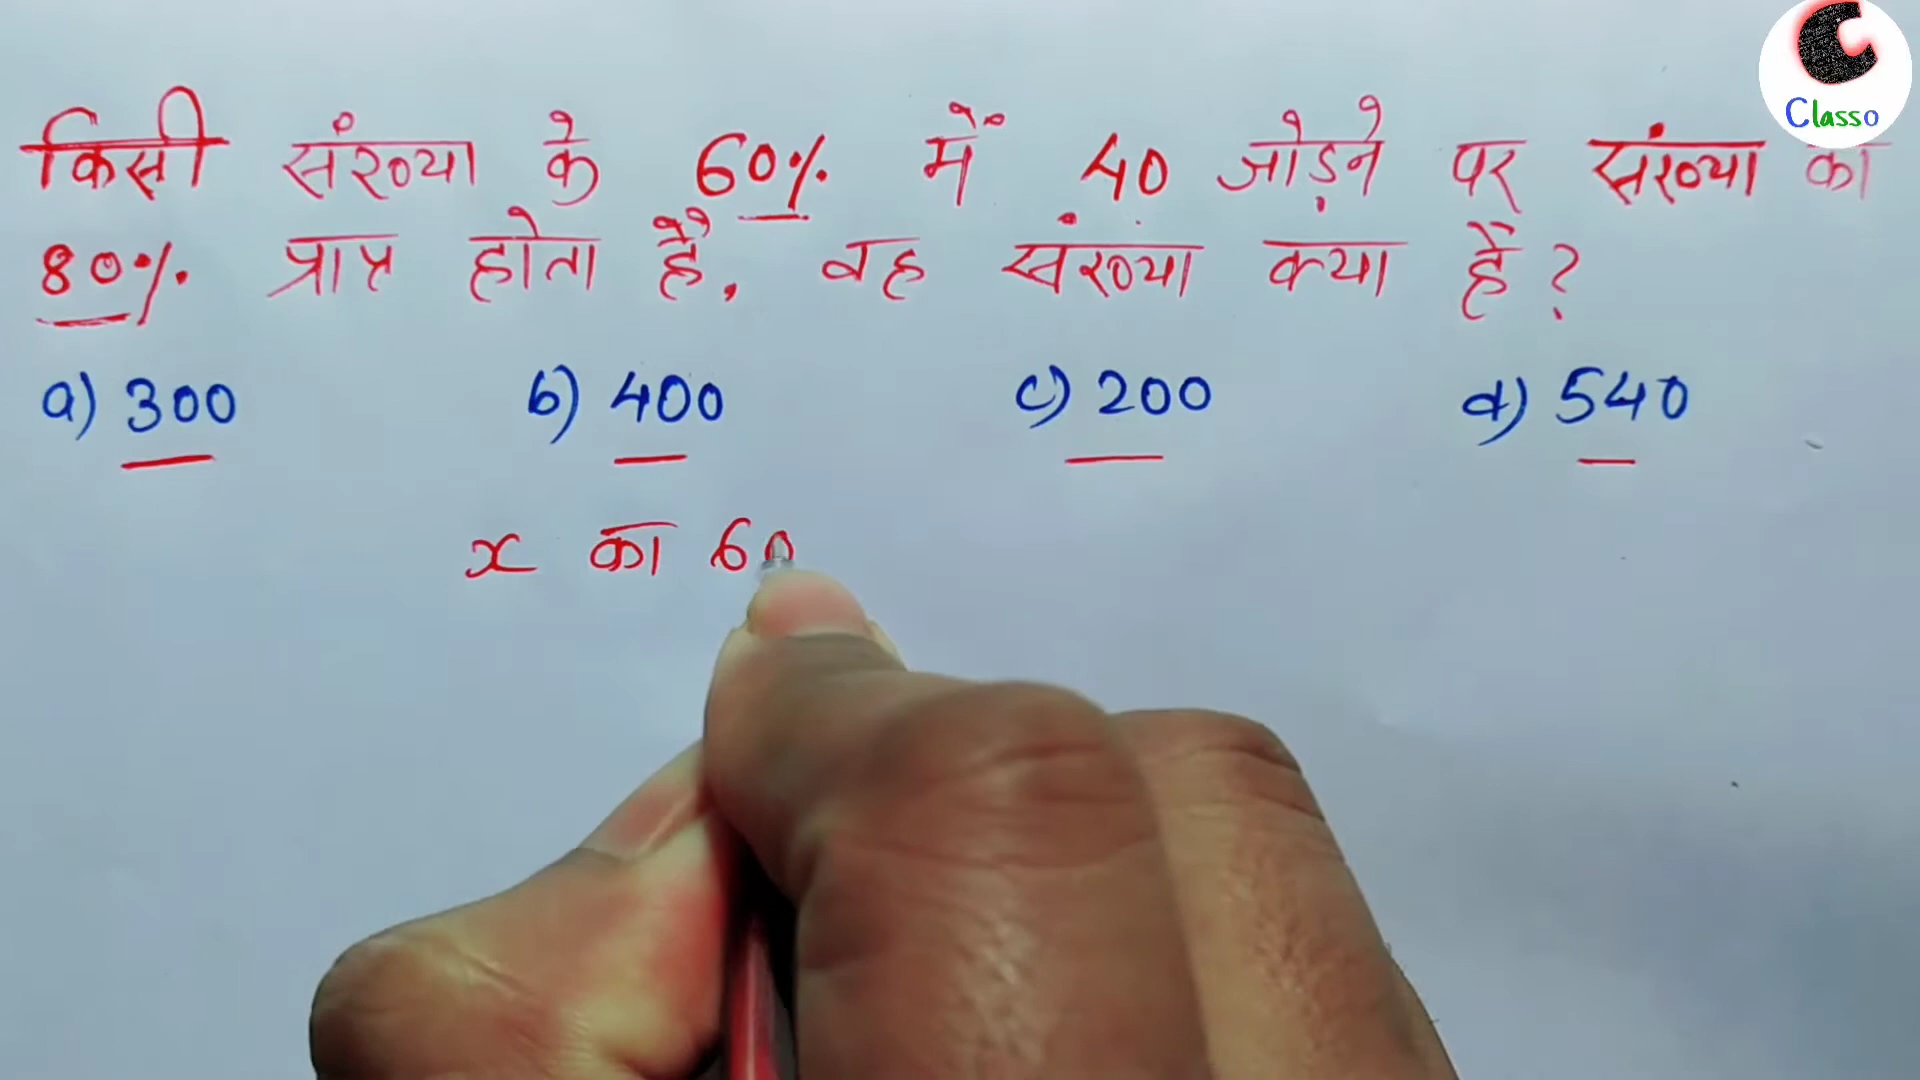 C
Classo
किसी संख्या के 60% में 40 जोड़ने पर संख्या का
80% प्राप्त होता है, वह संख्या क्या है?
a) 300 b) 400 c) 200 d) 540
x का 60